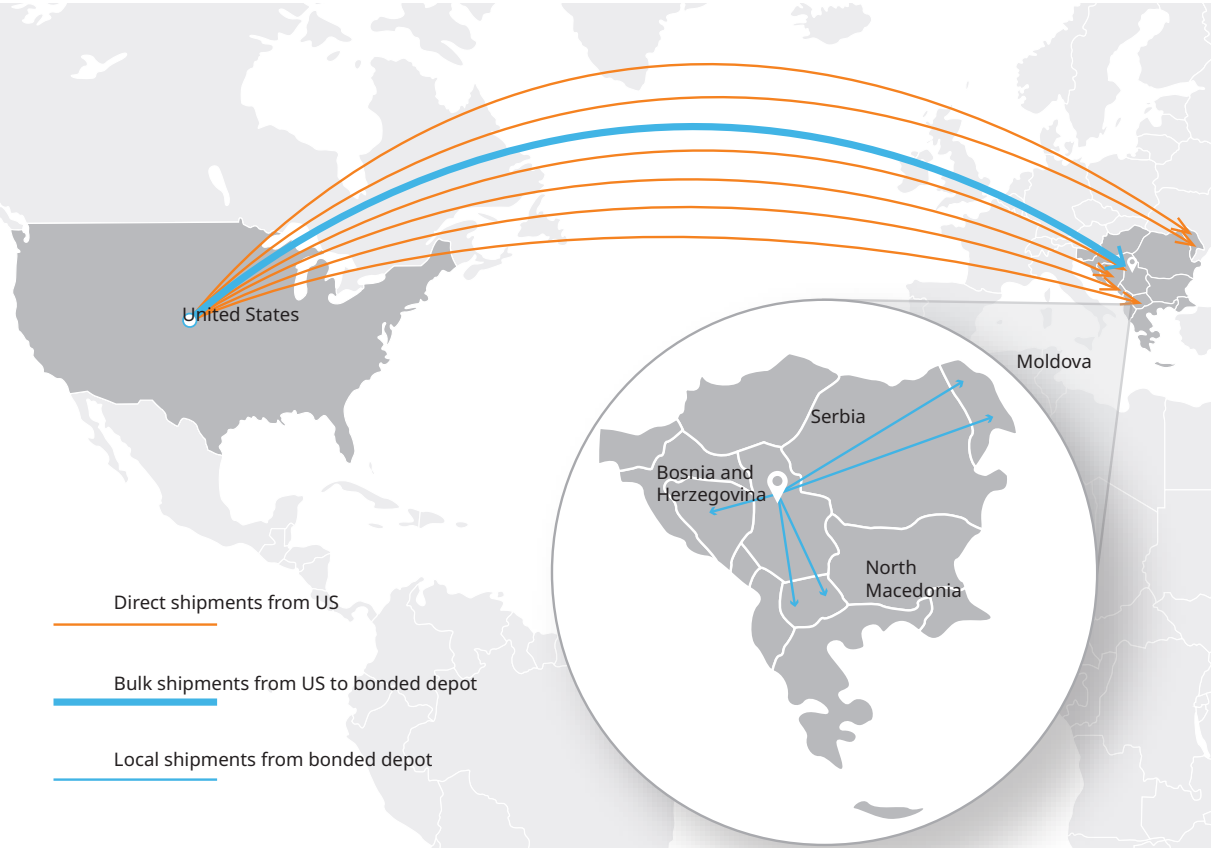 United States
Moldova
Serbia
Bosnia and
Herzegovina
North
Macedonia
Direct shipments from US
Bulk shipments from US to bonded depot
Local shipments from bonded depot